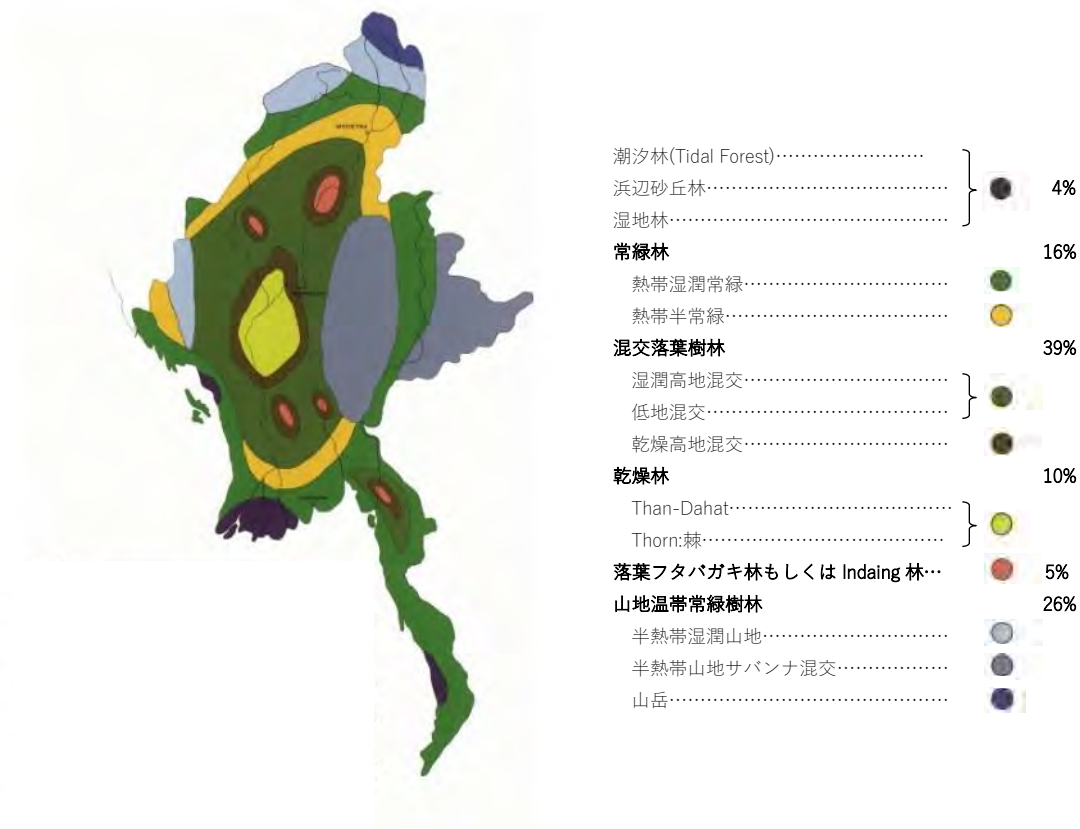 潮汐林(Tidal Forest)……………………
浜辺砂丘林……………………………… 4%
湿地林……………………………………
常緑林 16%
熱帯湿潤常緑……………………………
熱帯半常緑………………………………
混交落葉樹林 39%
湿潤高地混交……………………………
低地混交…………………………………
乾燥高地混交……………………………
乾燥林 10%
Than-Dahat………………………………
Thorn:棘…………………………………
落葉フタバガキ林もしくは Indaing 林… 5%
山地温帯常緑樹林 26%
半熱帯湿潤山地…………………………
半熱帯山地サバンナ混交………………
山岳………………………………………